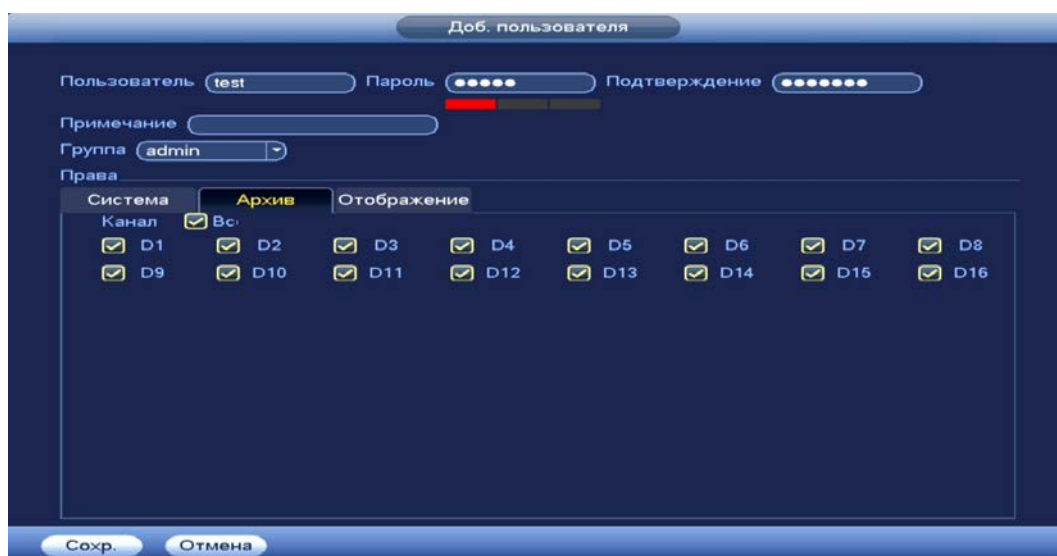 Доб. пользователя
Пользователь test Пароль ●●●●● Подтверждение ●●●●●●●
Примечание
Группа admin
Права
Система Архив Отображение
Канал Вс
D1 D2 D3 D4 D5 D6 D7 D8
D9 D10 D11 D12 D13 D14 D15 D16
Сохр. Отмена